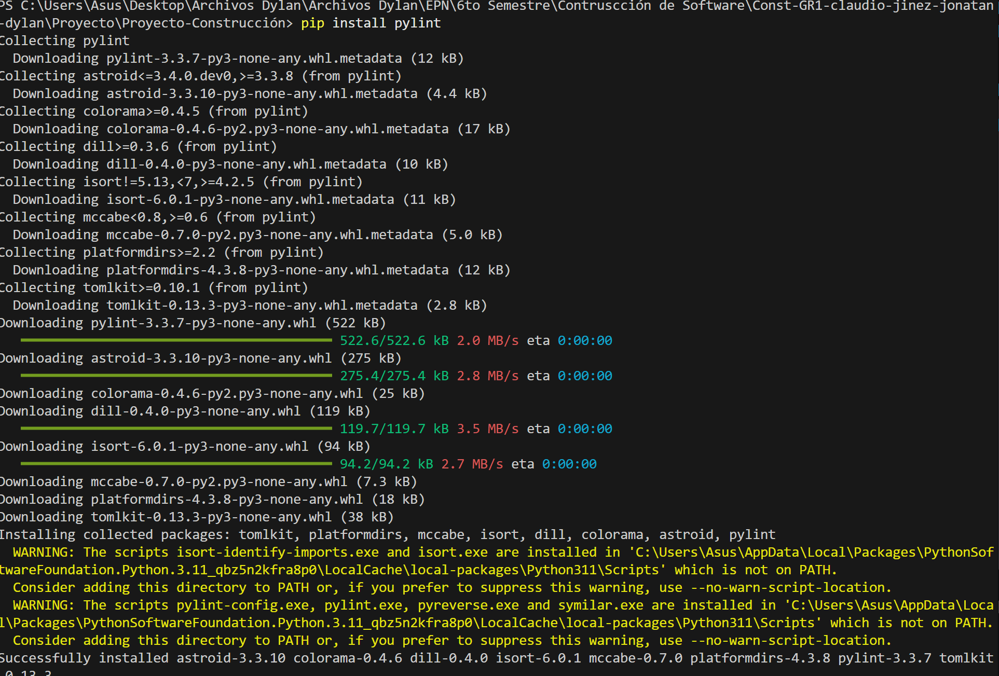 PS C:\Users\Asus\Desktop\Archivos Dylan\Archivos Dylan\EPN\6to Semestre\Contruscción de Software\Const-GR1-claudio-jinez-jonatan
-dylan\Proyecto\Proyecto-Construcción> pip install pylint
Collecting pylint
  Downloading pylint-3.3.7-py3-none-any.whl.metadata (12 kB)
Collecting astroid<=3.4.0.dev0,>=3.3.8 (from pylint)
  Downloading astroid-3.3.10-py3-none-any.whl.metadata (4.4 kB)
Collecting colorama>=0.4.5 (from pylint)
  Downloading colorama-0.4.6-py2.py3-none-any.whl.metadata (17 kB)
Collecting dill>=0.3.6 (from pylint)
  Downloading dill-0.4.0-py3-none-any.whl.metadata (10 kB)
Collecting isort!=5.13,<7,>=4.2.5 (from pylint)
  Downloading isort-6.0.1-py3-none-any.whl.metadata (11 kB)
Collecting mccabe<0.8,>=0.6 (from pylint)
  Downloading mccabe-0.7.0-py2.py3-none-any.whl.metadata (5.0 kB)
Collecting platformdirs>=2.2 (from pylint)
  Downloading platformdirs-4.3.8-py3-none-any.whl.metadata (12 kB)
Collecting tomlkit>=0.10.1 (from pylint)
  Downloading tomlkit-0.13.3-py3-none-any.whl.metadata (2.8 kB)
Downloading pylint-3.3.7-py3-none-any.whl (522 kB)
522.6/522.6 kB 2.0 MB/s eta 0:00:00
Downloading astroid-3.3.10-py3-none-any.whl (275 kB)
275.4/275.4 kB 2.8 MB/s eta 0:00:00
Downloading colorama-0.4.6-py2.py3-none-any.whl (25 kB)
Downloading dill-0.4.0-py3-none-any.whl (119 kB)
119.7/119.7 kB 3.5 MB/s eta 0:00:00
Downloading isort-6.0.1-py3-none-any.whl (94 kB)
94.2/94.2 kB 2.7 MB/s eta 0:00:00
Downloading mccabe-0.7.0-py2.py3-none-any.whl (7.3 kB)
Downloading platformdirs-4.3.8-py3-none-any.whl (18 kB)
Downloading tomlkit-0.13.3-py3-none-any.whl (38 kB)
Installing collected packages: tomlkit, platformdirs, mccabe, isort, dill, colorama, astroid, pylint
  WARNING: The scripts isort-identify-imports.exe and isort.exe are installed in 'C:\Users\Asus\AppData\Local\Packages\PythonSof
twareFoundation.Python.3.11_qbz5n2kfra8p0\LocalCache\local-packages\Python311\Scripts' which is not on PATH.
  Consider adding this directory to PATH or, if you prefer to suppress this warning, use --no-warn-script-location.
  WARNING: The scripts pylint-config.exe, pylint.exe, pyreverse.exe and symilar.exe are installed in 'C:\Users\Asus\AppData\Loca
l\Packages\PythonSoftwareFoundation.Python.3.11_qbz5n2kfra8p0\LocalCache\local-packages\Python311\Scripts' which is not on PATH.
  Consider adding this directory to PATH or, if you prefer to suppress this warning, use --no-warn-script-location.
Successfully installed astroid-3.3.10 colorama-0.4.6 dill-0.4.0 isort-6.0.1 mccabe-0.7.0 platformdirs-4.3.8 pylint-3.3.7 tomlkit
-0.13.3